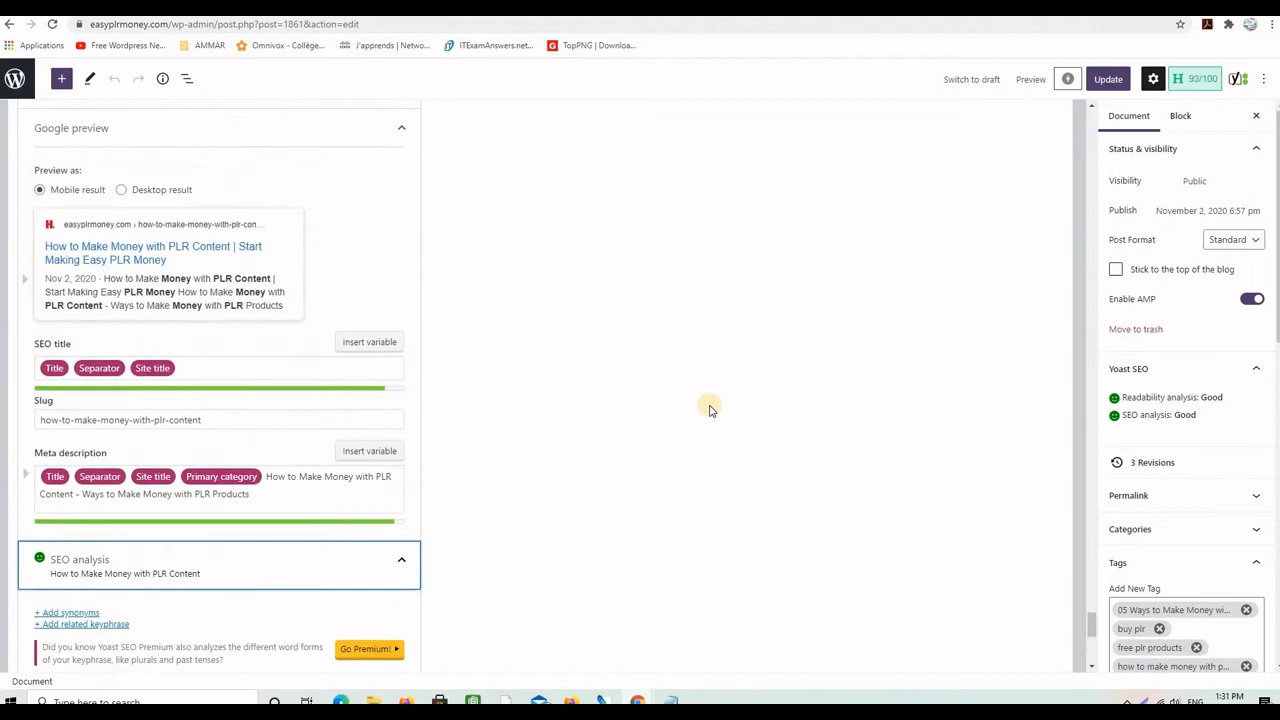 easyplrmoney.com/wp-admin/post.php?post=1861&action=edit
Applications
Free Wordpress Ne...
AMMAR
Omnivox - Collège...
J'apprends | Netwo...
ITExamAnswers.net...
TopPNG | Downloa...
Switch to draft
Preview
Update
93/100
Google preview
Preview as:
Mobile result
Desktop result
easyplrmoney.com › how-to-make-money-with-plr-con...
How to Make Money with PLR Content | Start
Making Easy PLR Money
Nov 2, 2020 · How to Make Money with PLR Content |
Start Making Easy PLR Money How to Make Money with
PLR Content - Ways to Make Money with PLR Products
SEO title
Insert variable
Title Separator Site title
Slug
how-to-make-money-with-plr-content
Meta description
Insert variable
Title Separator Site title Primary category How to Make Money with PLR
Content - Ways to Make Money with PLR Products
SEO analysis
How to Make Money with PLR Content
+ Add synonyms
+ Add related keyphrase
Did you know Yoast SEO Premium also analyzes the different word forms
of your keyphrase, like plurals and past tenses?
Go Premium!
Document
Document Block
Status & visibility
Visibility Public
Publish November 2, 2020 6:57 pm
Post Format Standard
Stick to the top of the blog
Enable AMP
Move to trash
Yoast SEO
Readability analysis: Good
SEO analysis: Good
3 Revisions
Permalink
Categories
Tags
Add New Tag
05 Ways to Make Money wi...
buy plr
free plr products
how to make money with p...
Type here to search
ENG
1:31 PM